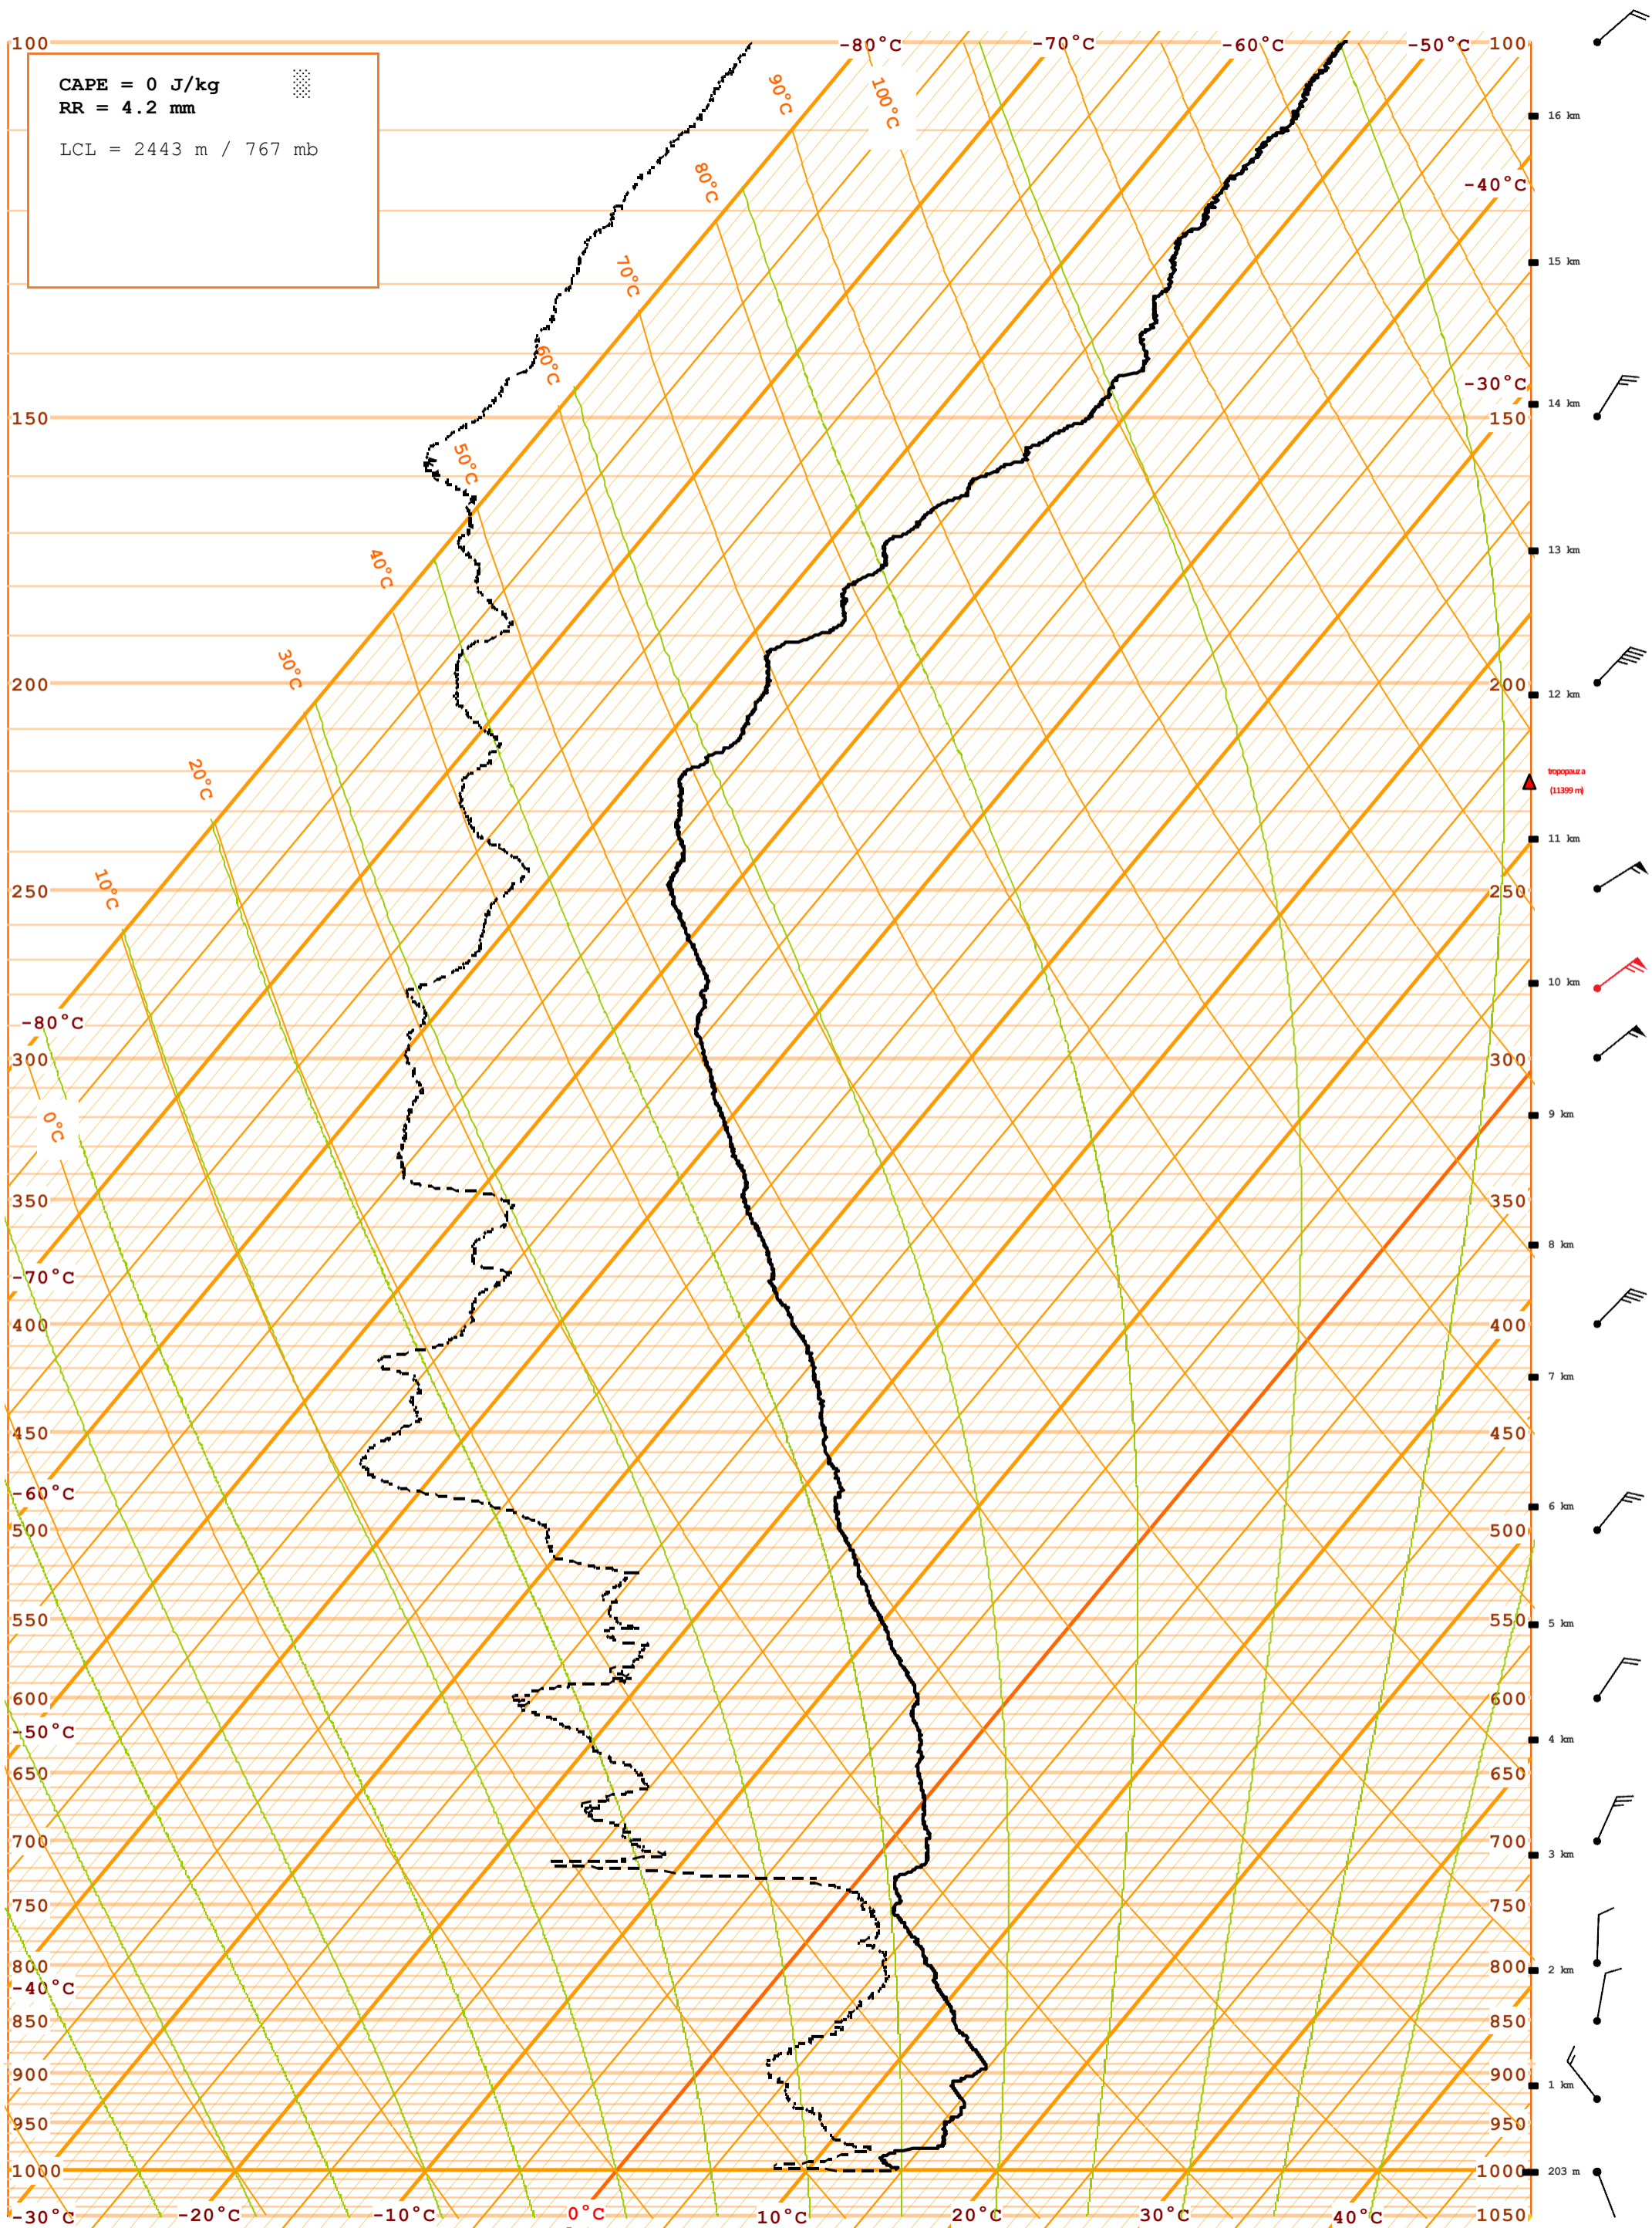 100 -80°C -70°C -60°C -50°C 100
CAPE = 0 J/kg
RR = 4.2 mm
LCL = 2443 m / 767 mb
90°C 100°C
16 km
80°C
-40°C
15 km
70°C
60°C
-30°C
14 km
150 150
50°C
13 km
40°C
30°C
200 200
12 km
20°C
tropopauza
(11399 m)
11 km
10°C
250 250
10 km
-80°C
300 300
0°C
9 km
350 350
8 km
-70°C
400 400
7 km
450 450
-60°C
6 km
500 500
550 550
5 km
600 600
-50°C
4 km
650 650
700 700
3 km
750 750
800 800
2 km
-40°C
850 850
900 900
1 km
950 950
1000 1000
203 m
-30°C -20°C -10°C 0°C 10°C 20°C 30°C 40°C 1050